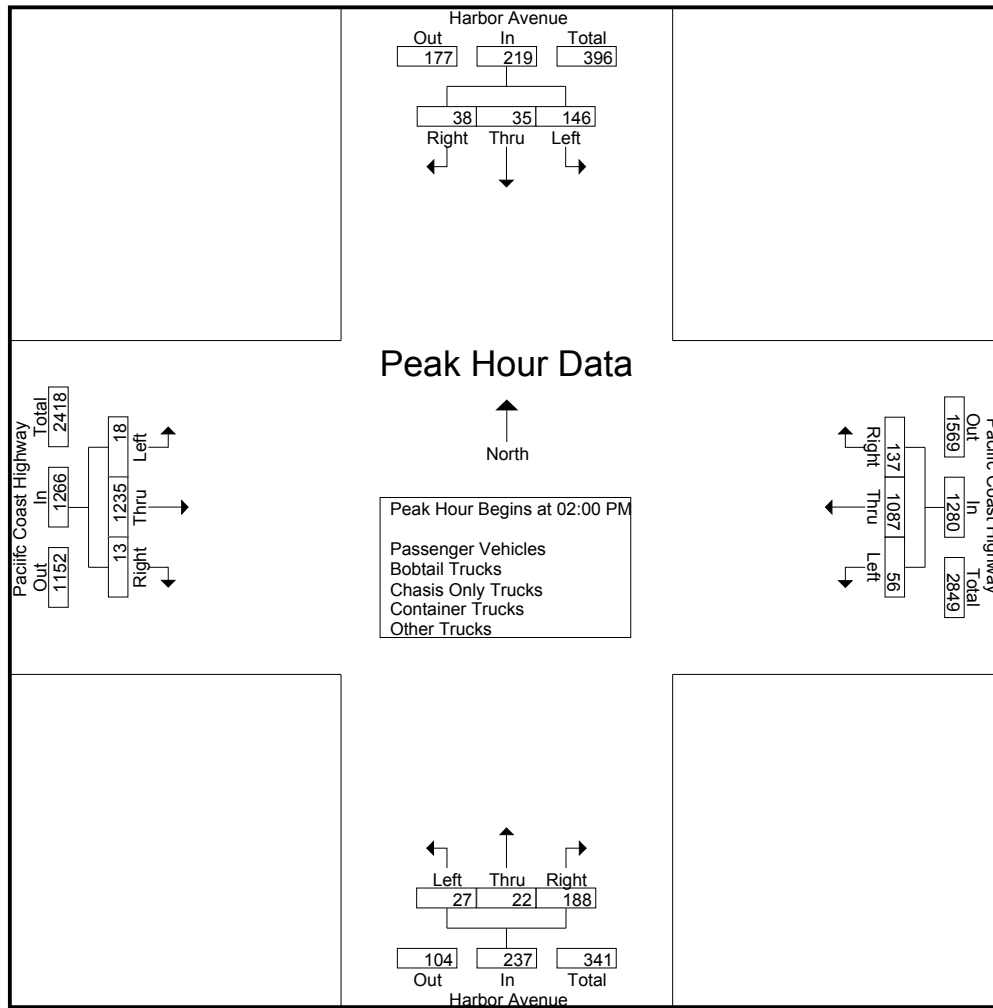 Harbor Avenue
Out In Total
177 219 396
38 35 146
Right Thru Left
Peak Hour Data
North
Peak Hour Begins at 02:00 PM
Passenger Vehicles
Bobtail Trucks
Chasis Only Trucks
Container Trucks
Other Trucks
Paciifc Coast Highway
Out In Total
1152 1266 2418
Left Thru Right
18 1235 13
Pacific Coast Highway
Out In Total
1569 1280 2849
Right Thru Left
137 1087 56
Left Thru Right
27 22 188
104 237 341
Out In Total
Harbor Avenue